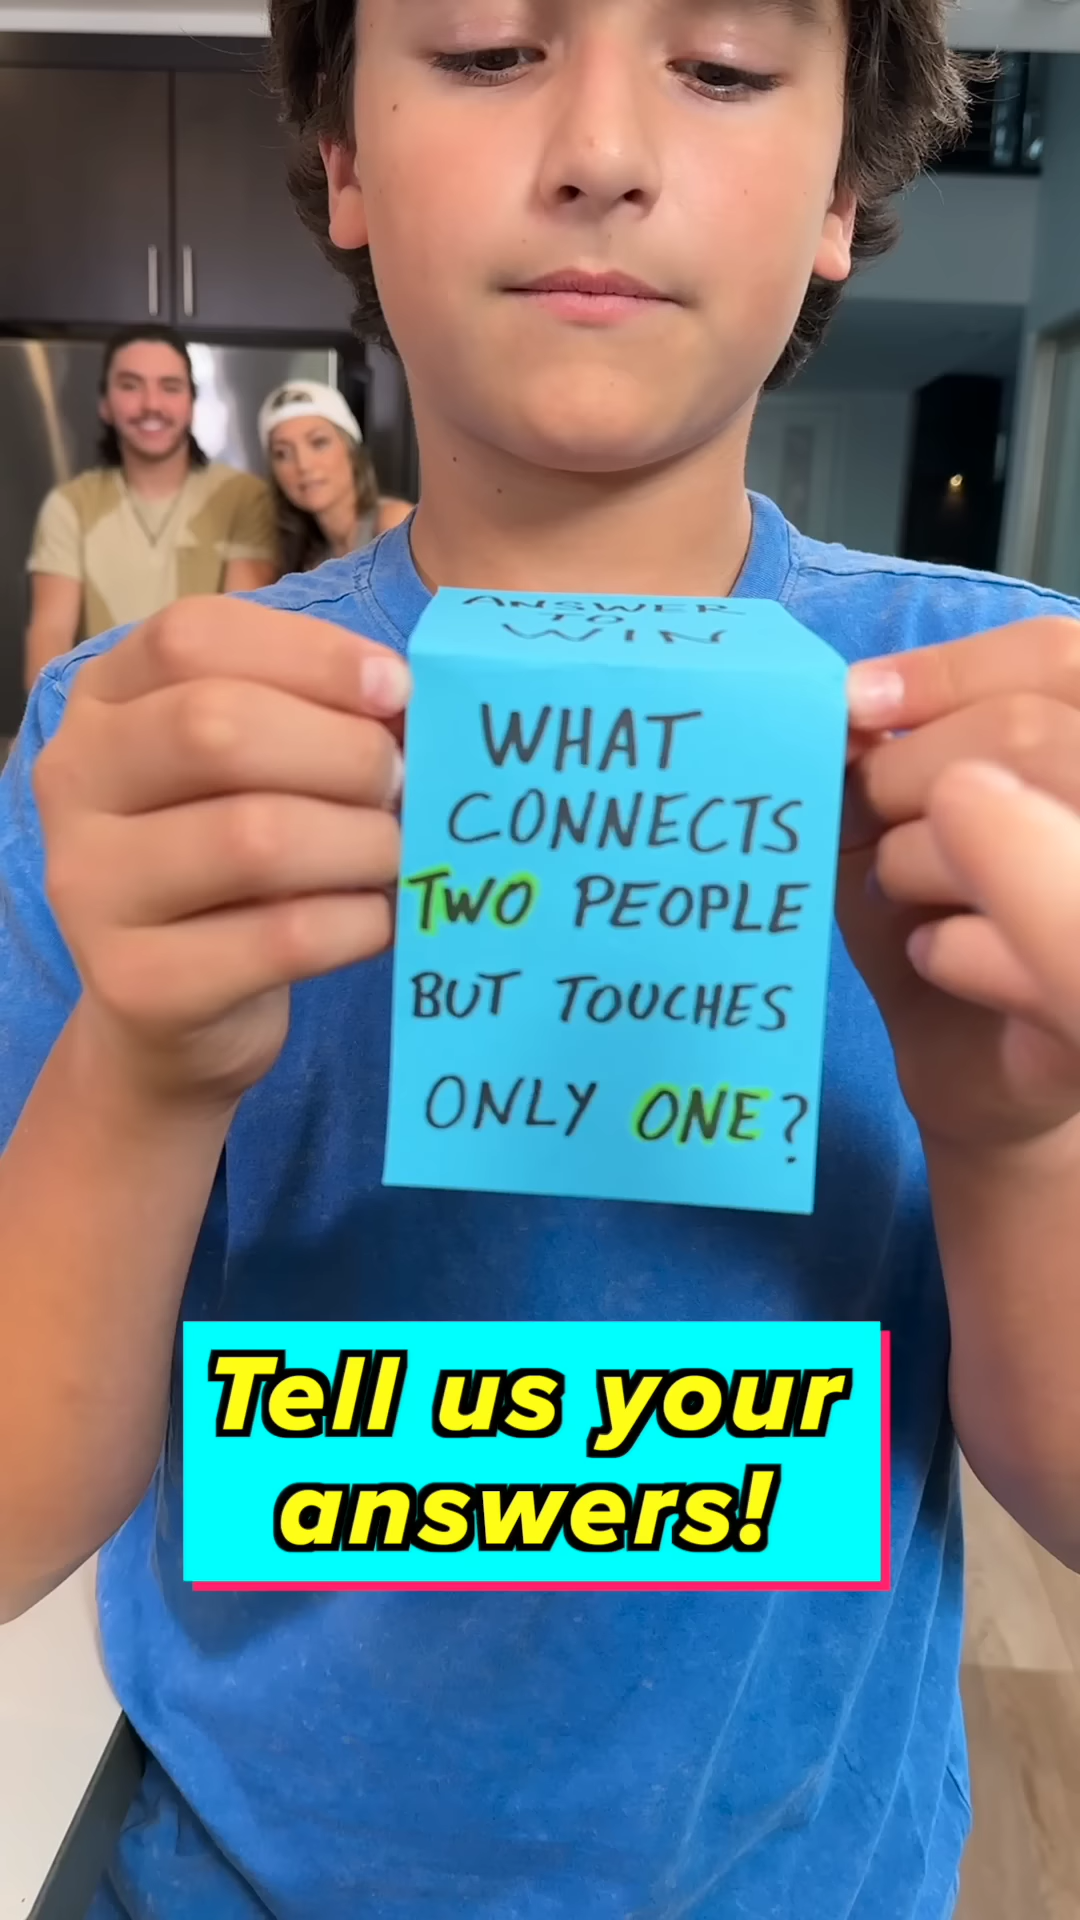 ANSWER
TO
WIN
WHAT
CONNECTS
TWO PEOPLE
BUT TOUCHES
ONLY ONE?
Tell us your
answers!